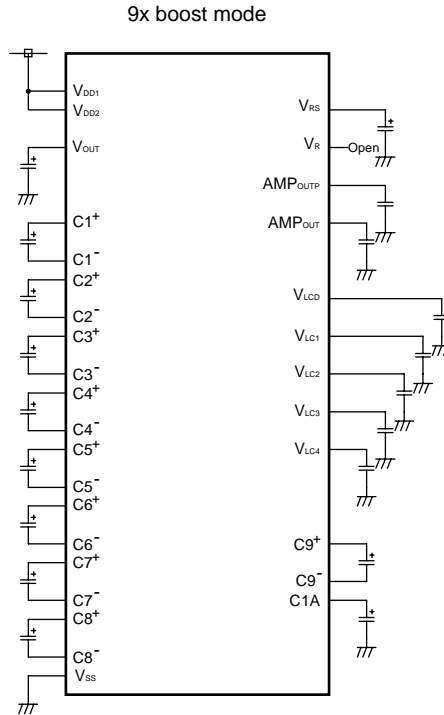 9x boost mode
VDD1
VDD2
VOUT
C1+
C1-
C2+
C2-
C3+
C3-
C4+
C4-
C5+
C5-
C6+
C6-
C7+
C7-
C8+
C8-
VSS
VRS
VR Open
AMPOUTP
AMPOUT
VLCD
VLC1
VLC2
VLC3
VLC4
C9+
C9-
C1A